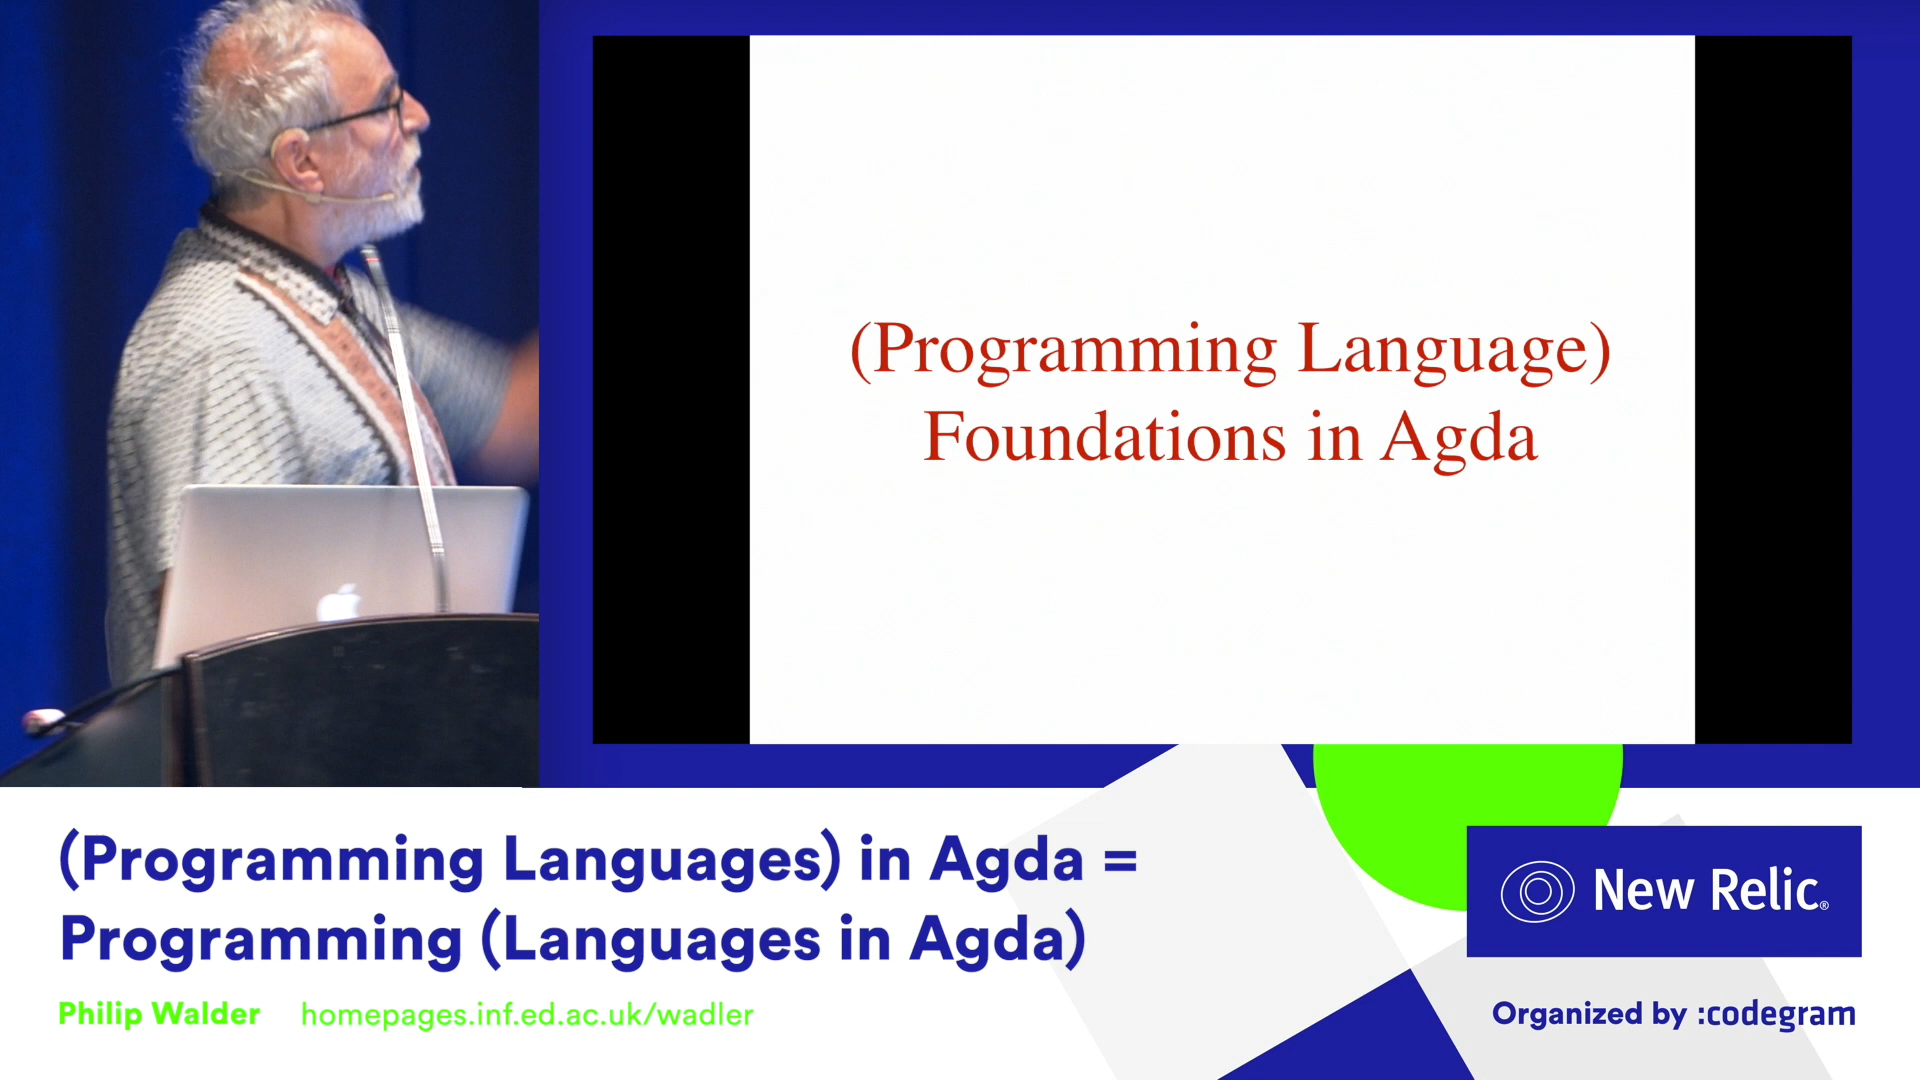 (Programming Language)
Foundations in Agda
(Programming Languages) in Agda =
Programming (Languages in Agda)
Philip Walder homepages.inf.ed.ac.uk/wadler
New Relic®
Organized by :codegram